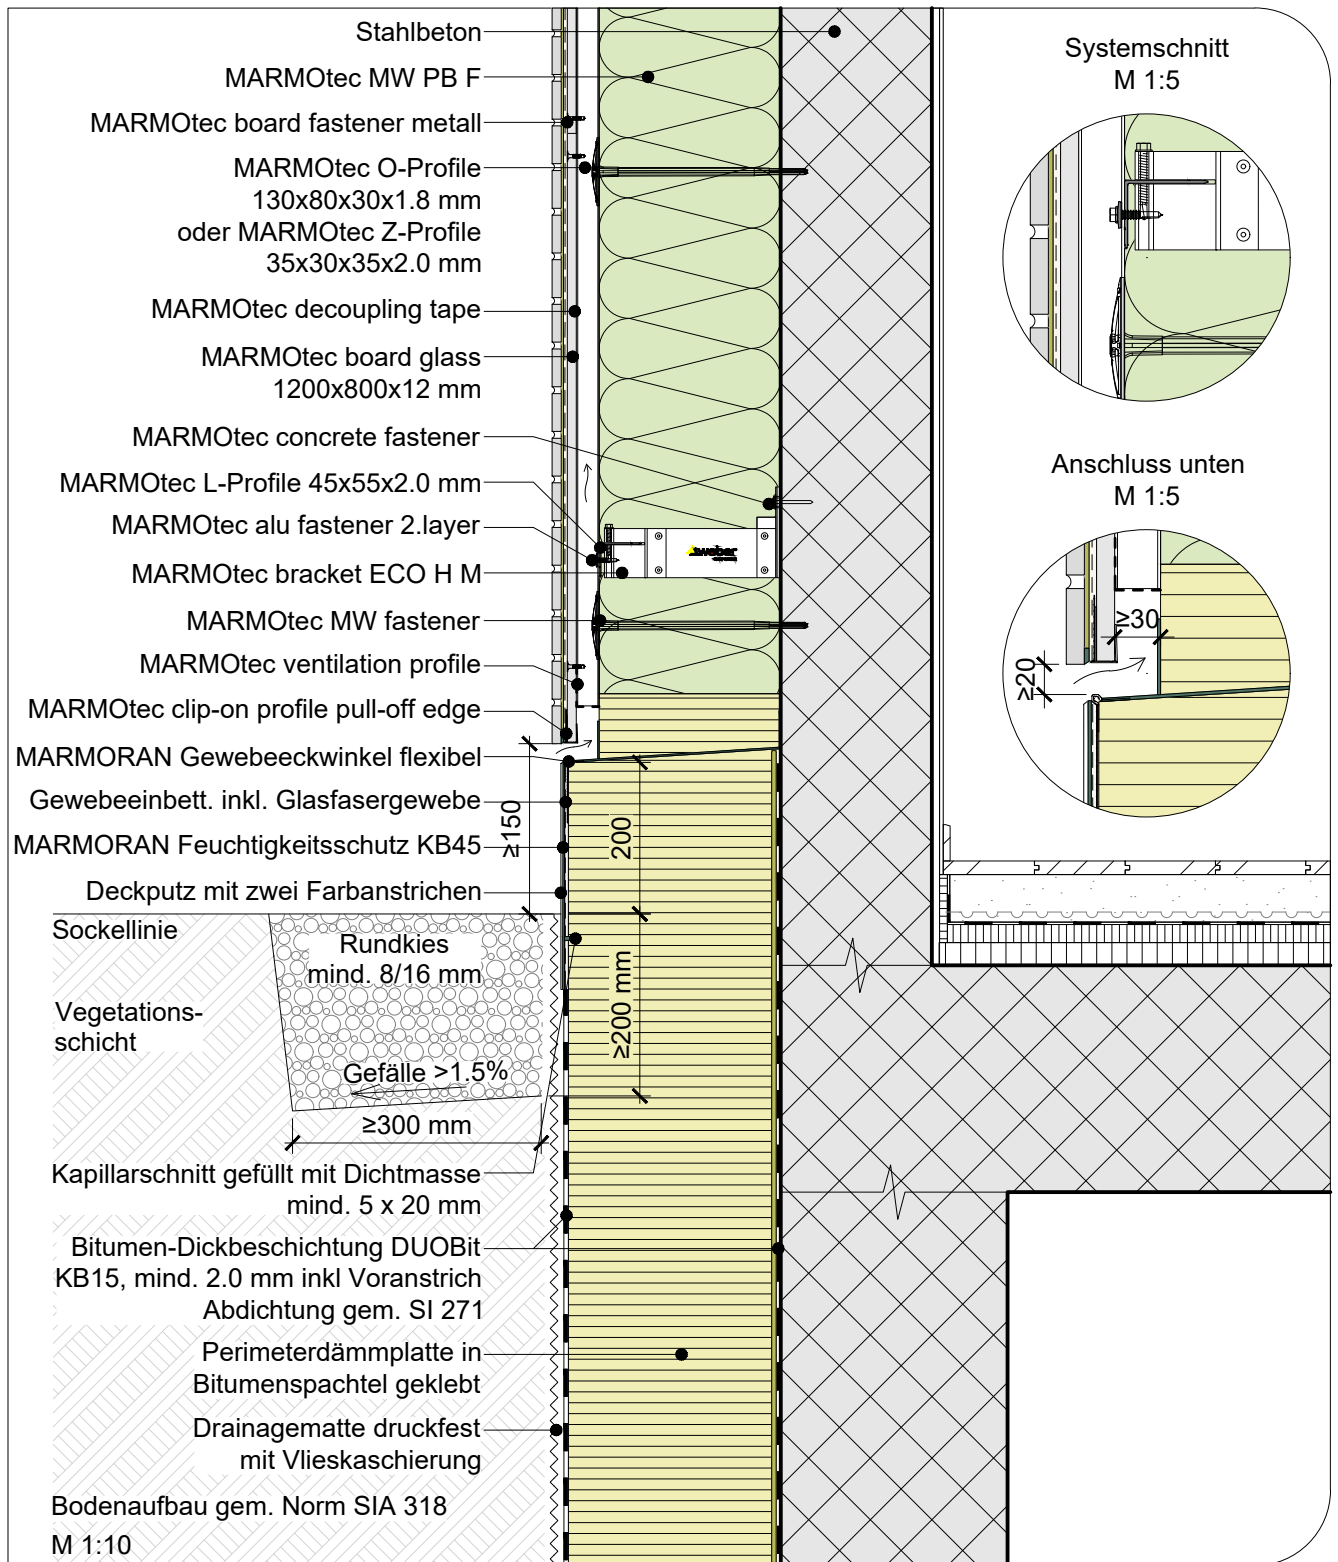 Stahlbeton
MARMOtec MW PB F
MARMOtec board fastener metall
MARMOtec O-Profile
130x80x30x1.8 mm
oder MARMOtec Z-Profile
35x30x35x2.0 mm
MARMOtec decoupling tape
MARMOtec board glass
1200x800x12 mm
MARMOtec concrete fastener
MARMOtec L-Profile 45x55x2.0 mm
MARMOtec alu fastener 2.layer
MARMOtec bracket ECO H M
MARMOtec MW fastener
MARMOtec ventilation profile
MARMOtec clip-on profile pull-off edge
MARMORAN Gewebeeckwinkel flexibel
Gewebeeinbett. inkl. Glasfasergewebe
MARMORAN Feuchtigkeitsschutz KB45
Deckputz mit zwei Farbanstrichen
Sockellinie
Rundkies
mind. 8/16 mm
Vegetations-
schicht
Gefälle >1.5%
≥300 mm
Kapillarschnitt gefüllt mit Dichtmasse
mind. 5 x 20 mm
Bitumen-Dickbeschichtung DUOBit
KB15, mind. 2.0 mm inkl Voranstrich
Abdichtung gem. SI 271
Perimeterdämmplatte in
Bitumenspachtel geklebt
Drainagematte druckfest
mit Vlieskaschierung
Bodenaufbau gem. Norm SIA 318
M 1:10
weber
≥150
200
≥200 mm
Systemschnitt
M 1:5
Anschluss unten
M 1:5
≥30
≥20